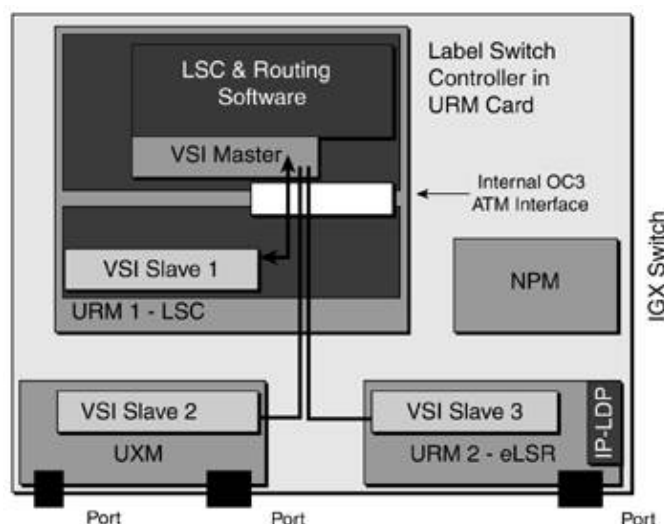 LSC & Routing
Software
VSI Master
Label Switch
Controller in
URM Card
Internal OC3
ATM Interface
VSI Slave 1
URM 1 - LSC
NPM
IGX Switch
VSI Slave 2
UXM
VSI Slave 3
URM 2 - eLSR
IP-LDP
Port
Port
Port